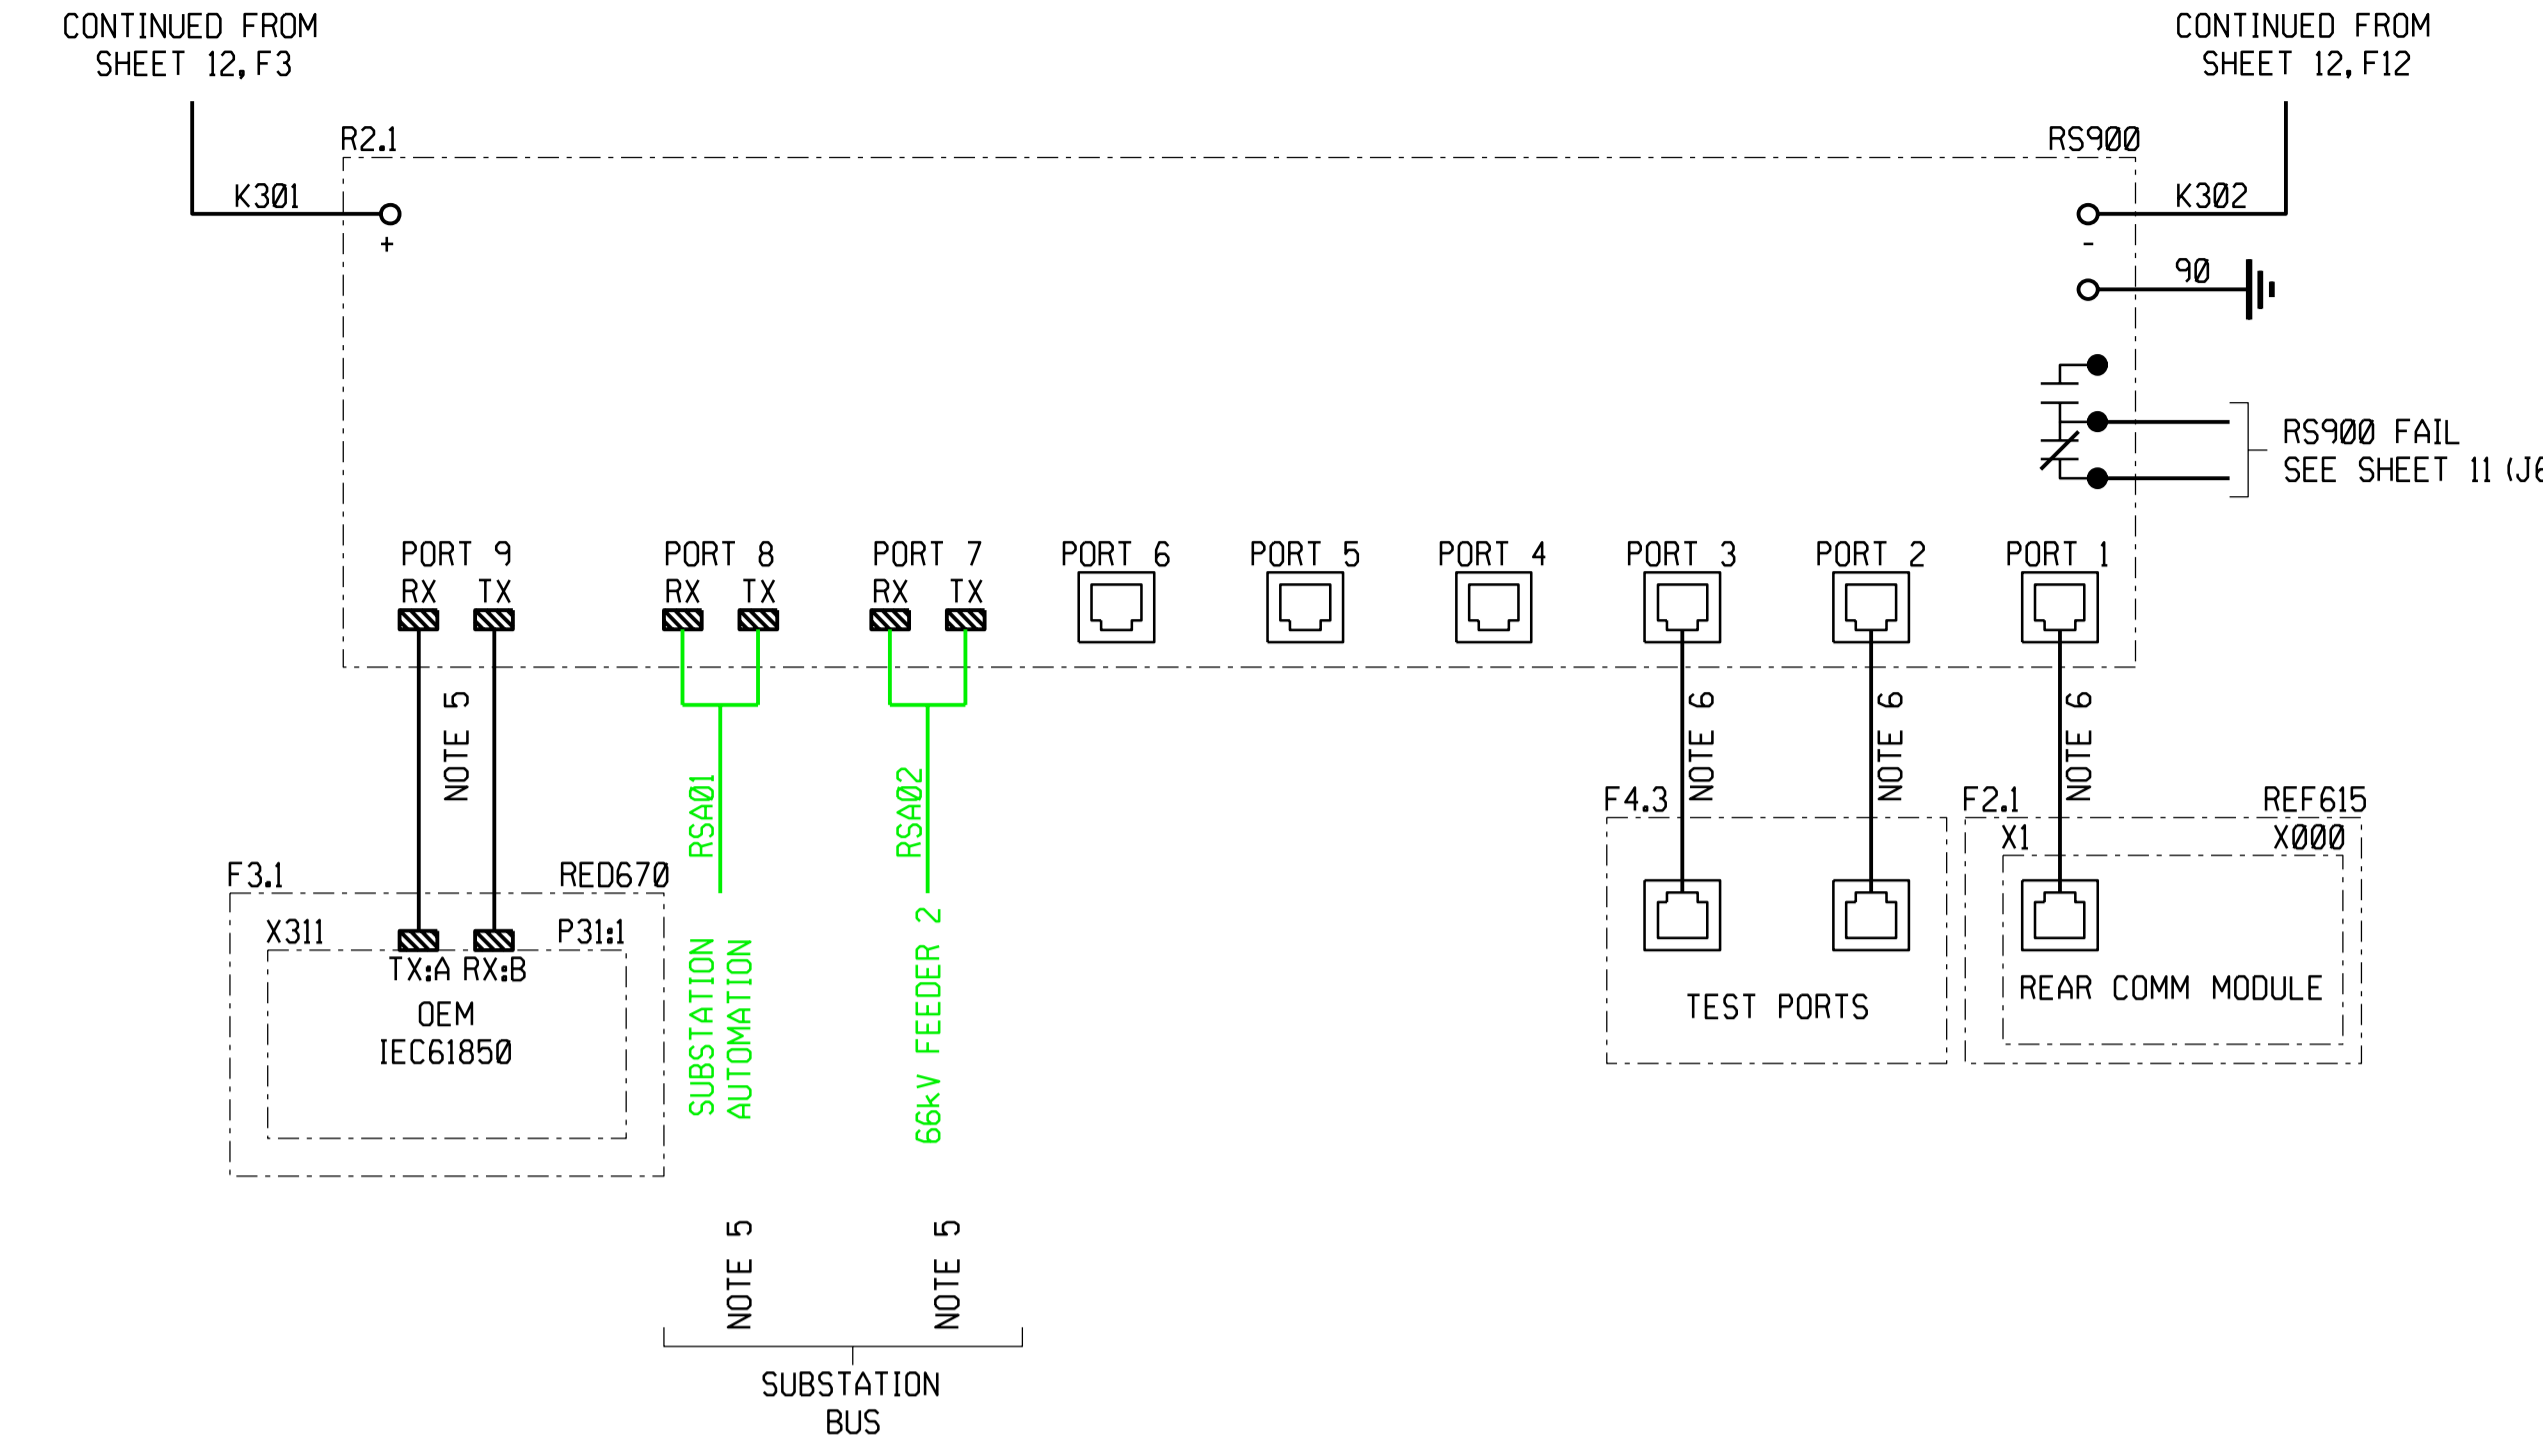 CONTINUED FROM
SHEET 12,F3
CONTINUED FROM
SHEET 12,F12
R2.1
RS900
K301
+
K302
-
90
RS900 FAIL
SEE SHEET 11 (J6
PORT 9
RX TX
PORT 8
RX TX
PORT 7
RX TX
PORT 6
PORT 5
PORT 4
PORT 3
PORT 2
PORT 1
NOTE 5
RSA01
RSA02
NOTE 6
NOTE 6
NOTE 6
F3.1
RED670
X311
P31:1
TX:A RX:B
OEM
IEC61850
SUBSTATION
AUTOMATION
66kV FEEDER 2
F4.3
TEST PORTS
F2.1
REF615
X1
X000
REAR COMM MODULE
NOTE 5
NOTE 5
SUBSTATION
BUS